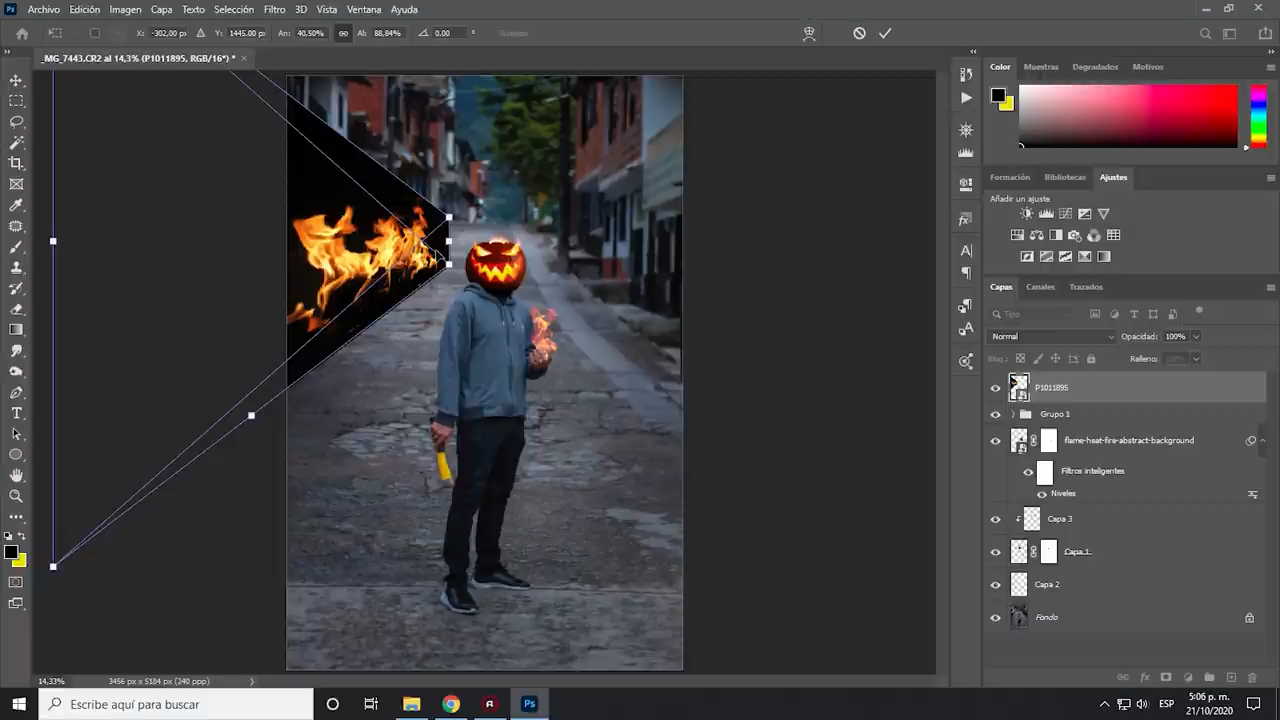 Archivo Edición Imagen Capa Texto Selección Filtro 3D Vista Ventana Ayuda
X: -302,00 px Y: 1445.00 px An: 40,50% Al: 88,84% 0.00 °
_MG_7443.CR2 al 14,3% (P1011895, RGB/16*) * ×
Color Muestras Degradados Motivos
Formación Bibliotecas Ajustes
Añadir un ajuste
Capas Canales Trazados
Tipo
Normal Opacidad: 100%
Bloq.: Relleno:
P1011895
Grupo 1
flame-heat-fire-abstract-background
Filtros inteligentes
Niveles
Capa 3
Capa 1
Capa 2
Fondo
14,33% 3456 px x 5184 px (240 ppp)
Escribe aquí para buscar
Ps
ESP
5:06 p. m.
21/10/2020